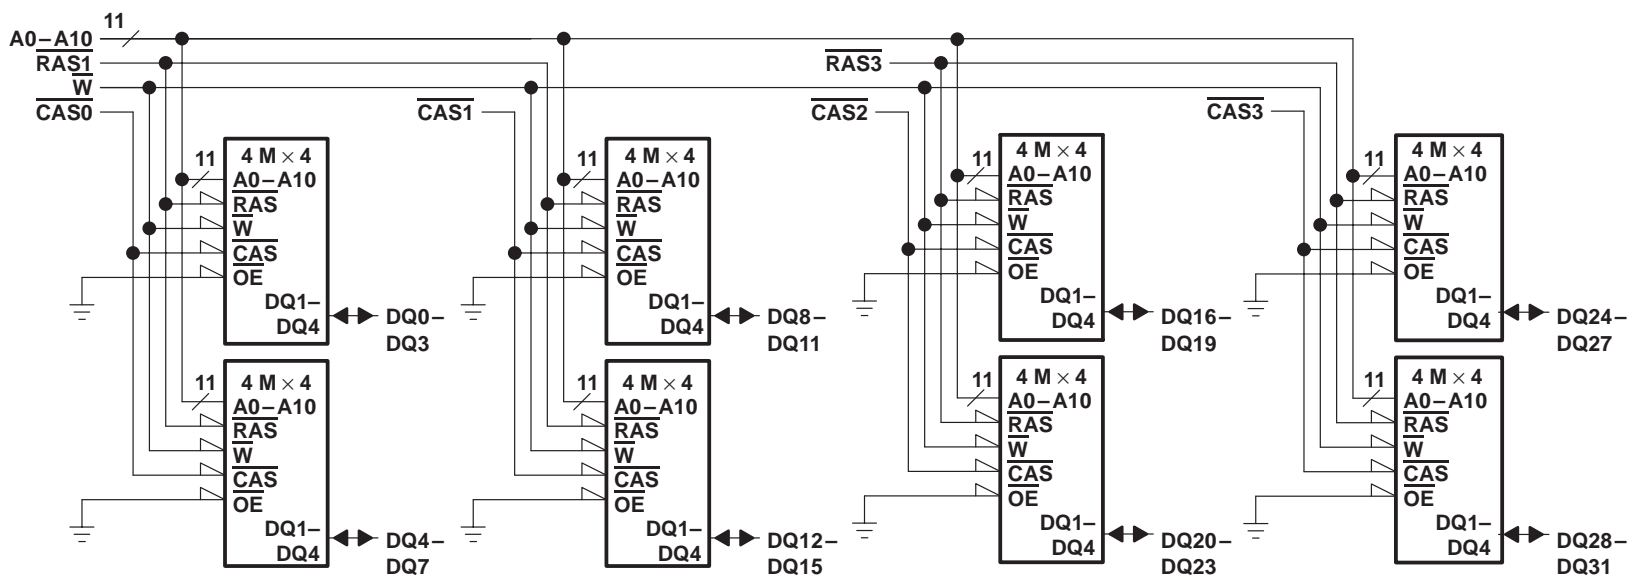 11
A0–A10
RAS1
W
CAS0
CAS1
RAS3
CAS2
CAS3
11
4 M × 4
A0–A10
RAS
W
CAS
OE
DQ1–
DQ4
DQ0–
DQ3
11
4 M × 4
A0–A10
RAS
W
CAS
OE
DQ1–
DQ4
DQ8–
DQ11
11
4 M × 4
A0–A10
RAS
W
CAS
OE
DQ1–
DQ4
DQ16–
DQ19
11
4 M × 4
A0–A10
RAS
W
CAS
OE
DQ1–
DQ4
DQ24–
DQ27
11
4 M × 4
A0–A10
RAS
W
CAS
OE
DQ1–
DQ4
DQ4–
DQ7
11
4 M × 4
A0–A10
RAS
W
CAS
OE
DQ1–
DQ4
DQ12–
DQ15
11
4 M × 4
A0–A10
RAS
W
CAS
OE
DQ1–
DQ4
DQ20–
DQ23
11
4 M × 4
A0–A10
RAS
W
CAS
OE
DQ1–
DQ4
DQ28–
DQ31